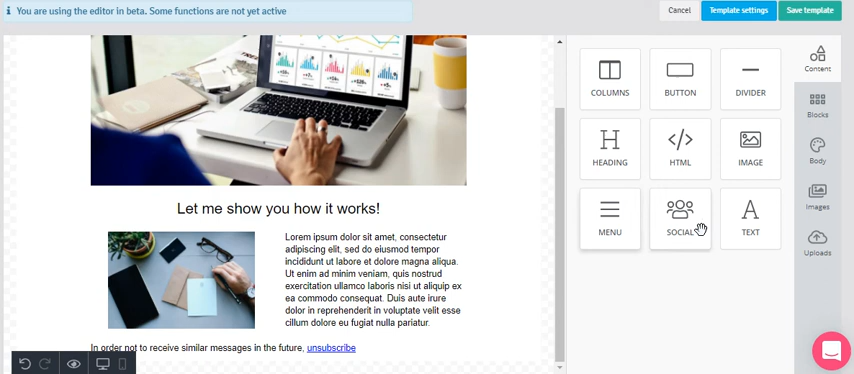 You are using the editor in beta. Some functions are not yet active
Cancel
Template settings
Save template
COLUMNS
BUTTON
DIVIDER
HEADING
HTML
IMAGE
MENU
SOCIAL
TEXT
Content
Blocks
Body
Images
Uploads
Let me show you how it works!
Lorem ipsum dolor sit amet, consectetur
adipiscing elit, sed do eiusmod tempor
incididunt ut labore et dolore magna aliqua.
Ut enim ad minim veniam, quis nostrud
exercitation ullamco laboris nisi ut aliquip ex
ea commodo consequat. Duis aute irure
dolor in reprehenderit in voluptate velit esse
cillum dolore eu fugiat nulla pariatur.
In order not to receive similar messages in the future, unsubscribe